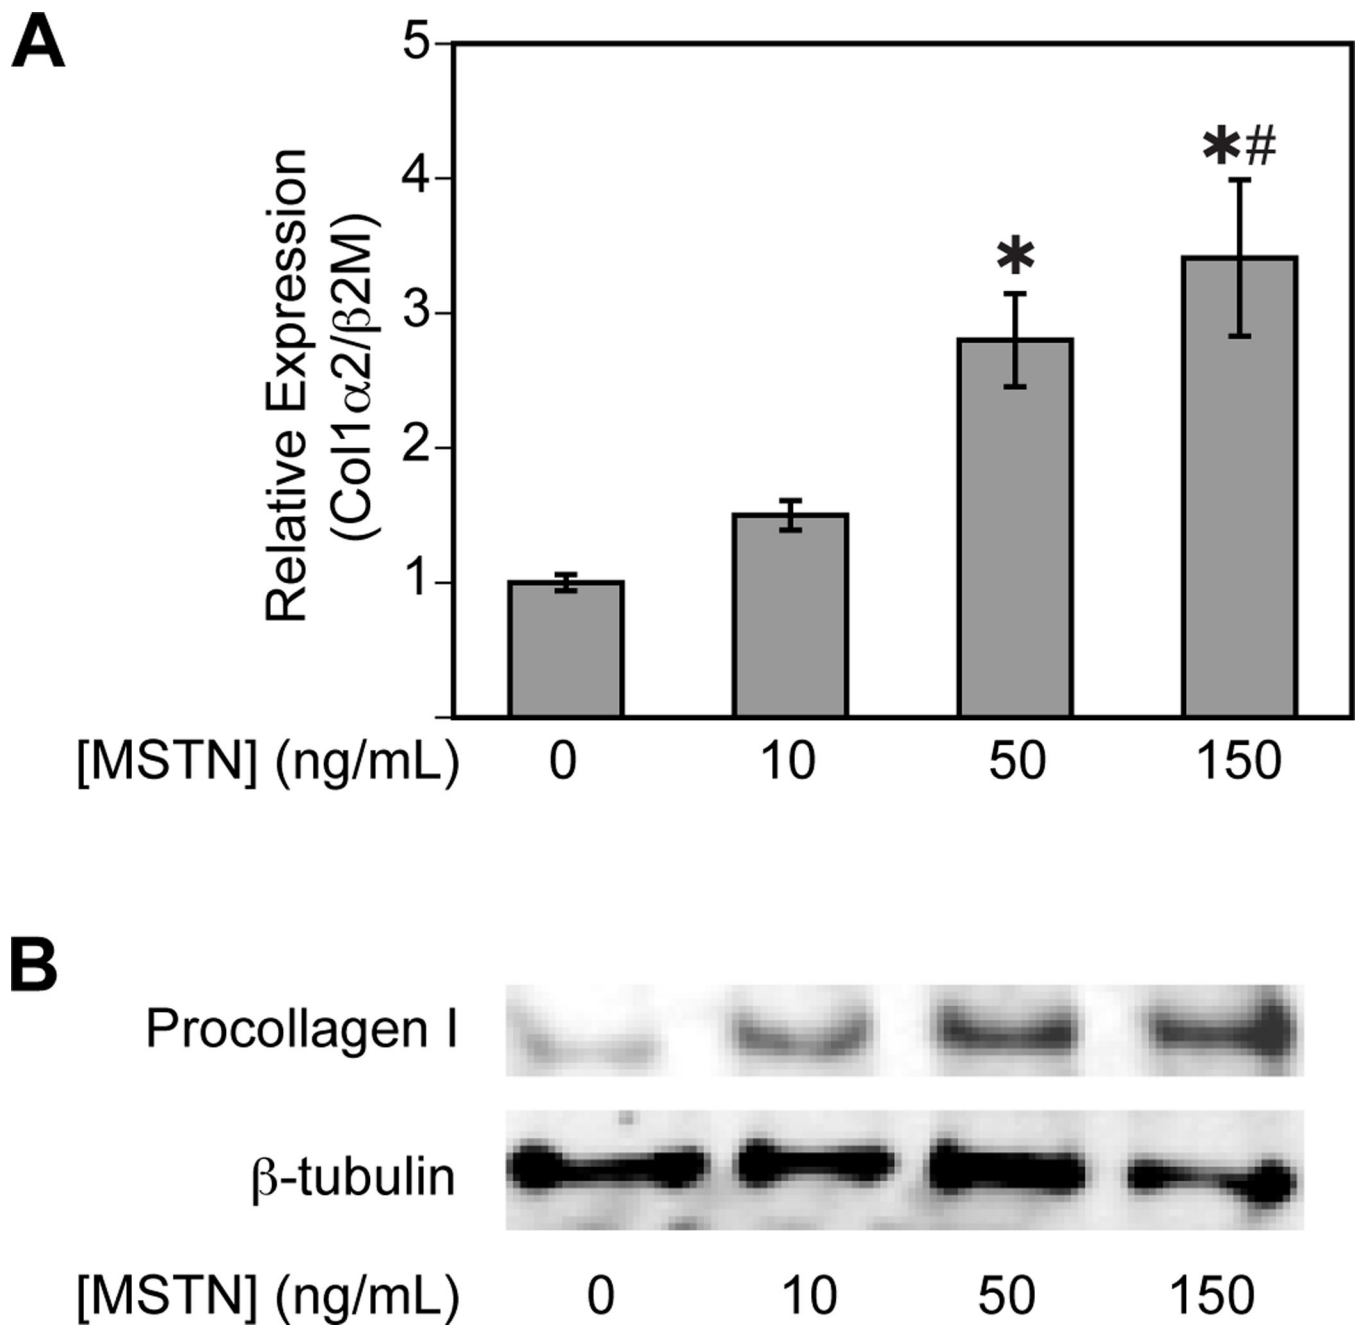 A
5
4
3
2
1
Relative Expression
(Col1α2/β2M)
*
*#
[MSTN] (ng/mL) 0 10 50 150
B
Procollagen I
β-tubulin
[MSTN] (ng/mL) 0 10 50 150